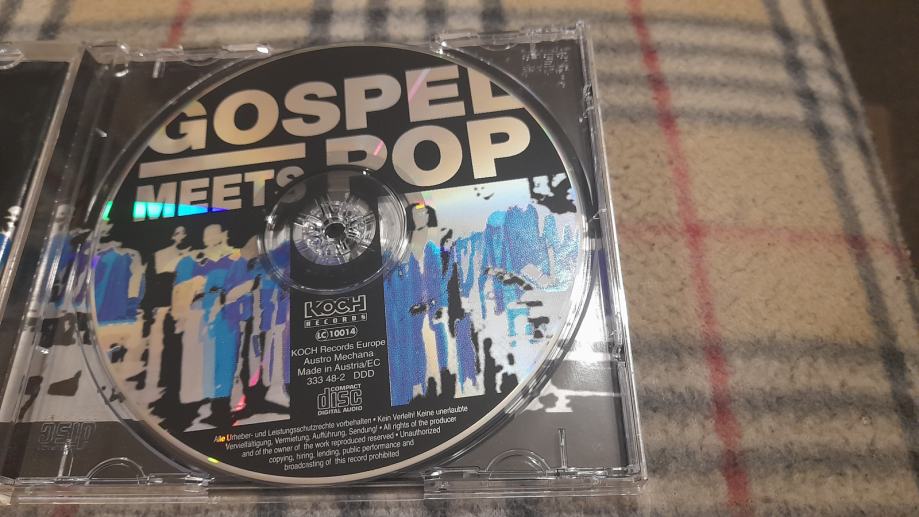 GOSPEL
MEETS POP
KOCH
RECORDS
LC 10014
KOCH Records Europe
Austro Mechana
Made in Austria/EC
333 48-2 DDD
COMPACT
disc
DIGITAL AUDIO
Alle Urheber- und Leistungsschutzrechte vorbehalten • Kein Verleih! Keine unerlaubte
Vervielfältigung, Vermietung, Aufführung, Sendung! • All rights of the producer
and of the owner of the work reproduced reserved • Unauthorized
copying, hiring, lending, public performance and
broadcasting of this record prohibited